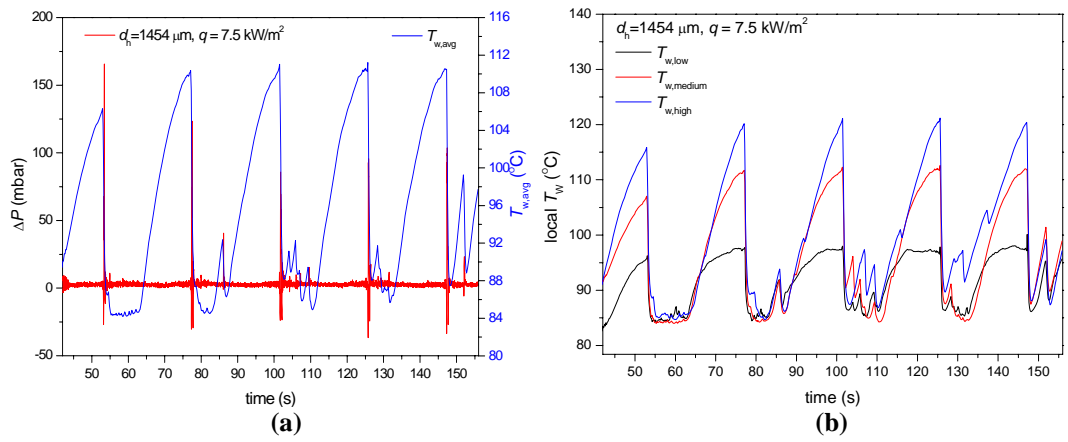 d_h=1454 μm, q = 7.5 kW/m²
T_w,avg
200
150
100
50
0
-50
ΔP (mbar)
116
112
108
104
100
96
92
88
84
80
T_w,avg (°C)
50 60 70 80 90 100 110 120 130 140 150
time (s)
(a)
d_h=1454 μm, q = 7.5 kW/m²
T_w,low
T_w,medium
T_w,high
140
130
120
110
100
90
80
local T_W (°C)
50 60 70 80 90 100 110 120 130 140 150
time (s)
(b)